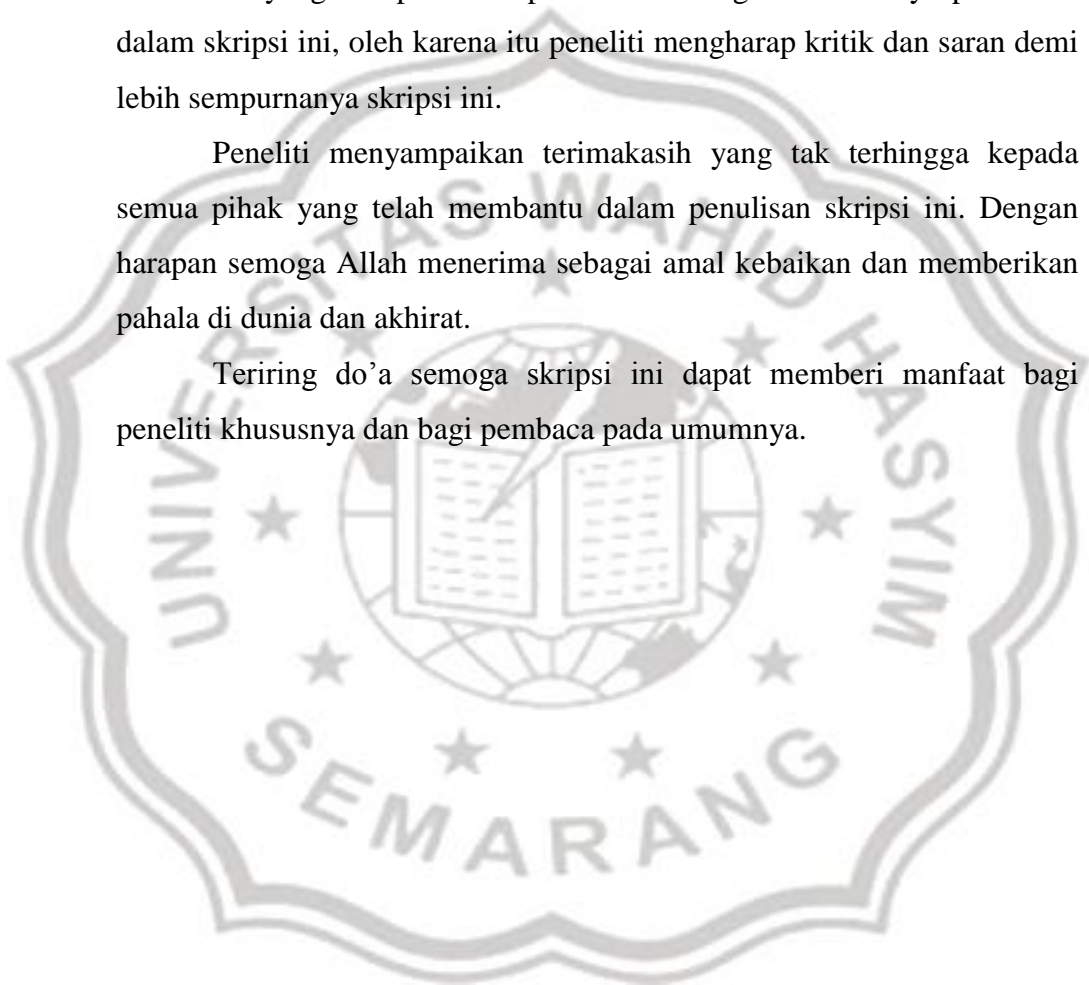 dalam skripsi ini, oleh karena itu peneliti mengharap kritik dan saran demi
lebih sempurnanya skripsi ini.
Peneliti menyampaikan terimakasih yang tak terhingga kepada
semua pihak yang telah membantu dalam penulisan skripsi ini. Dengan
harapan semoga Allah menerima sebagai amal kebaikan dan memberikan
pahala di dunia dan akhirat.
Teriring do’a semoga skripsi ini dapat memberi manfaat bagi
peneliti khususnya dan bagi pembaca pada umumnya.
UNIVERSITAS WAHID HASYIM
SEMARANG